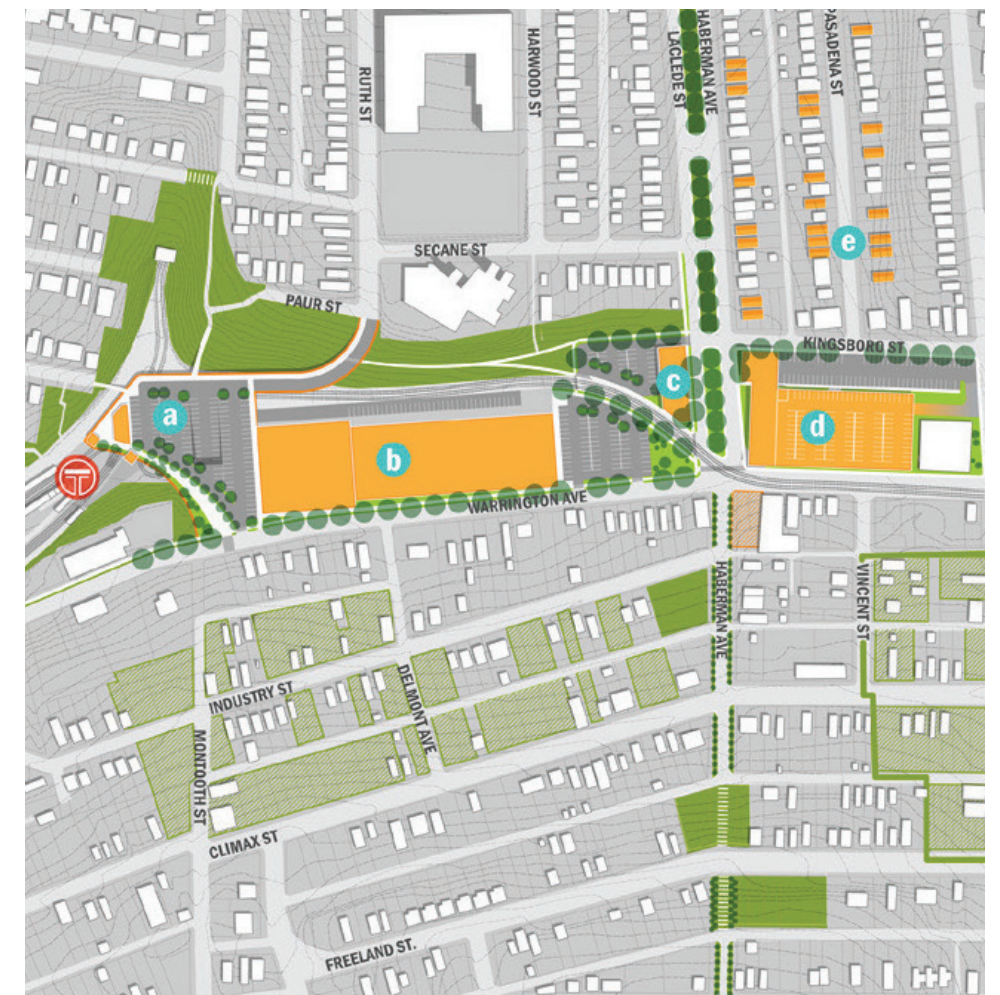 RUTH ST
HARWOOD ST
LACLEDE ST
HABERMAN AVE
PASADENA ST
SECANE ST
e
PAUR ST
KINGSBORO ST
c
a
d
b
T
WARRINGTON AVE
HABERMAN AVE
VINCENT ST
INDUSTRY ST
DELMONT AVE
MONTOOTH ST
CLIMAX ST
FREELAND ST.